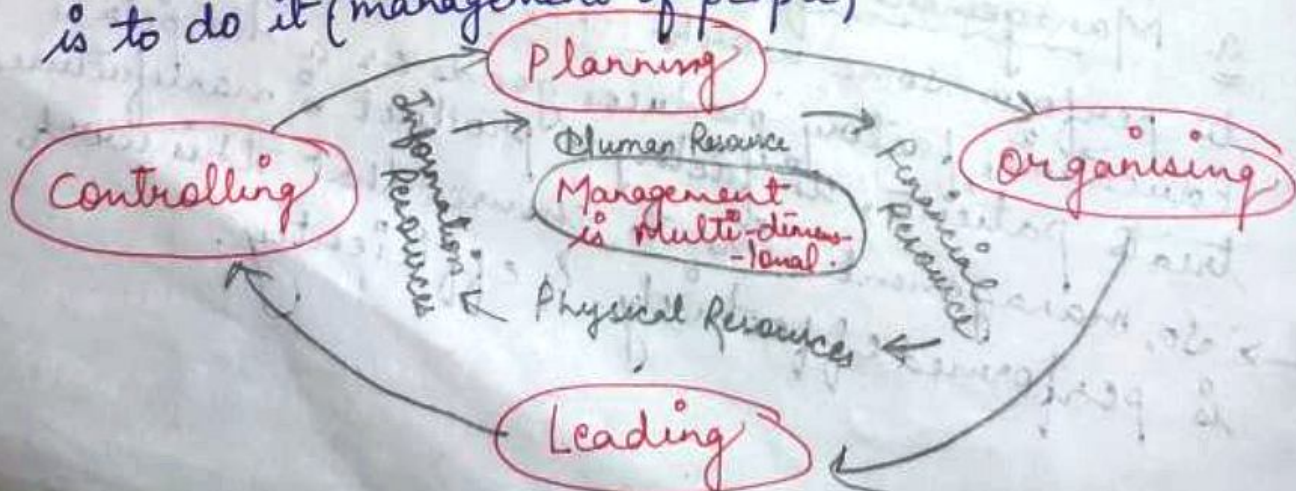 is to do it (management of people)
Planning
Human Resource
Controlling
Information
Resources
Management
is Multi-dimens-
-ional.
Financial
Resource
Organising
Physical Resources
Leading